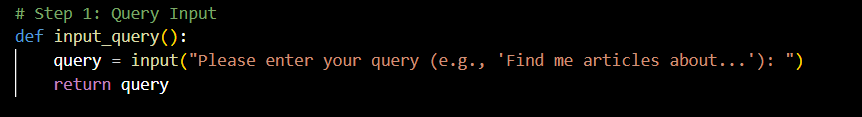 # Step 1: Query Input
def input_query():
    query = input("Please enter your query (e.g., 'Find me articles about...'): ")
    return query